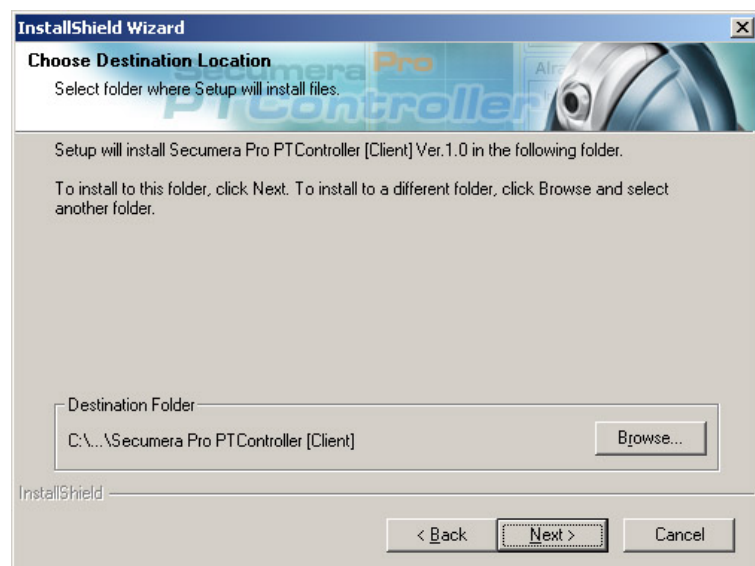 InstallShield Wizard
Choose Destination Location
Select folder where Setup will install files.
Secumera Pro
PTController
Setup will install Secumera Pro PTController [Client] Ver.1.0 in the following folder.
To install to this folder, click Next. To install to a different folder, click Browse and select
another folder.
Destination Folder
C:\...\Secumera Pro PTController [Client]
Browse...
InstallShield
< Back
Next >
Cancel